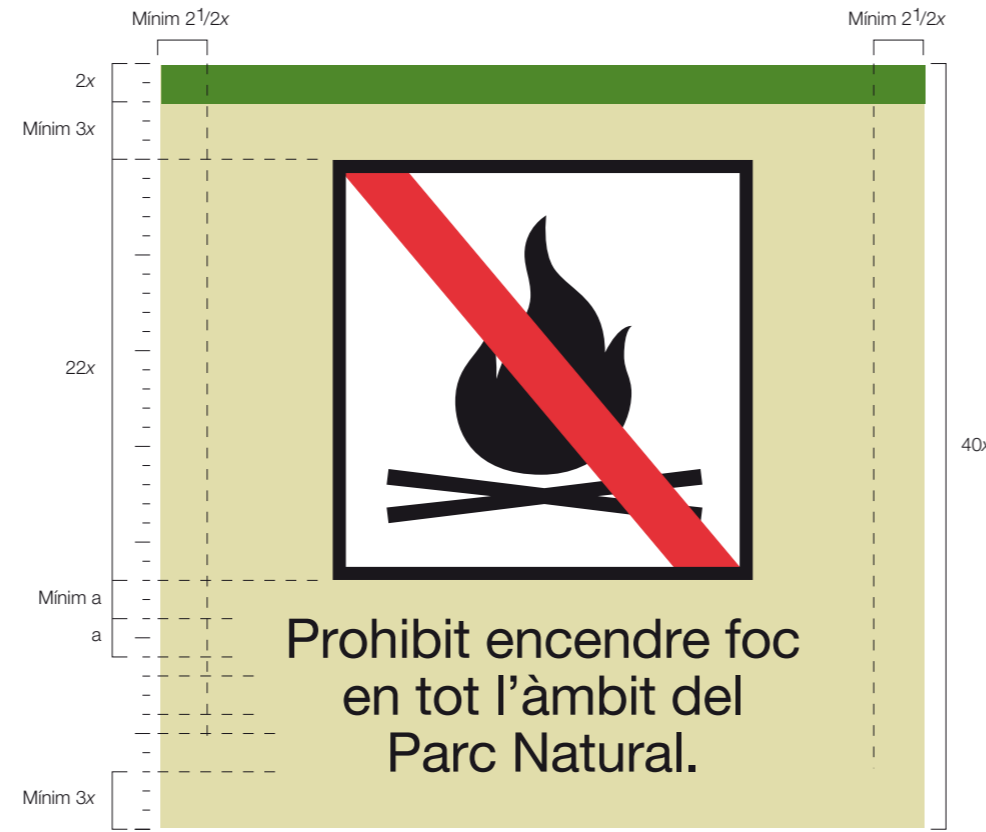 Mínim 2 1/2x
Mínim 2 1/2x
2x
Mínim 3x
22x
40x
Mínim a
a
Prohibit encendre foc
en tot l’àmbit del
Parc Natural.
Mínim 3x